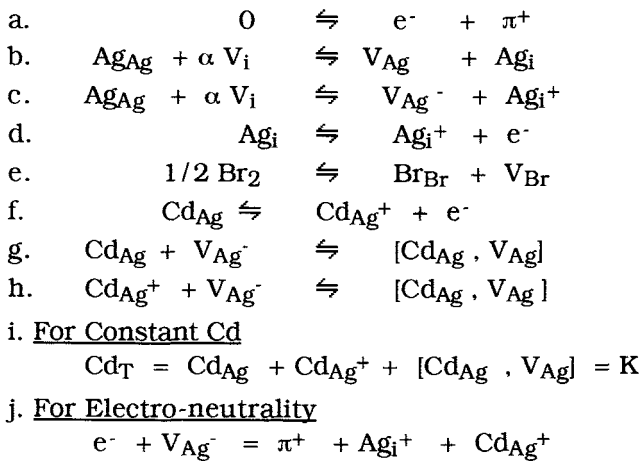 a. 0 ⇋ e⁻ + π⁺
b. Ag_Ag + α V_i ⇋ V_Ag + Ag_i
c. Ag_Ag + α V_i ⇋ V_Ag⁻ + Ag_i⁺
d. Ag_i ⇋ Ag_i⁺ + e⁻
e. 1/2 Br₂ ⇋ Br_Br + V_Br
f. Cd_Ag ⇋ Cd_Ag⁺ + e⁻
g. Cd_Ag + V_Ag⁻ ⇋ [Cd_Ag , V_Ag]
h. Cd_Ag⁺ + V_Ag⁻ ⇋ [Cd_Ag , V_Ag ]
i. For Constant Cd
Cd_T = Cd_Ag + Cd_Ag⁺ + [Cd_Ag , V_Ag] = K
j. For Electro-neutrality
e⁻ + V_Ag⁻ = π⁺ + Ag_i⁺ + Cd_Ag⁺